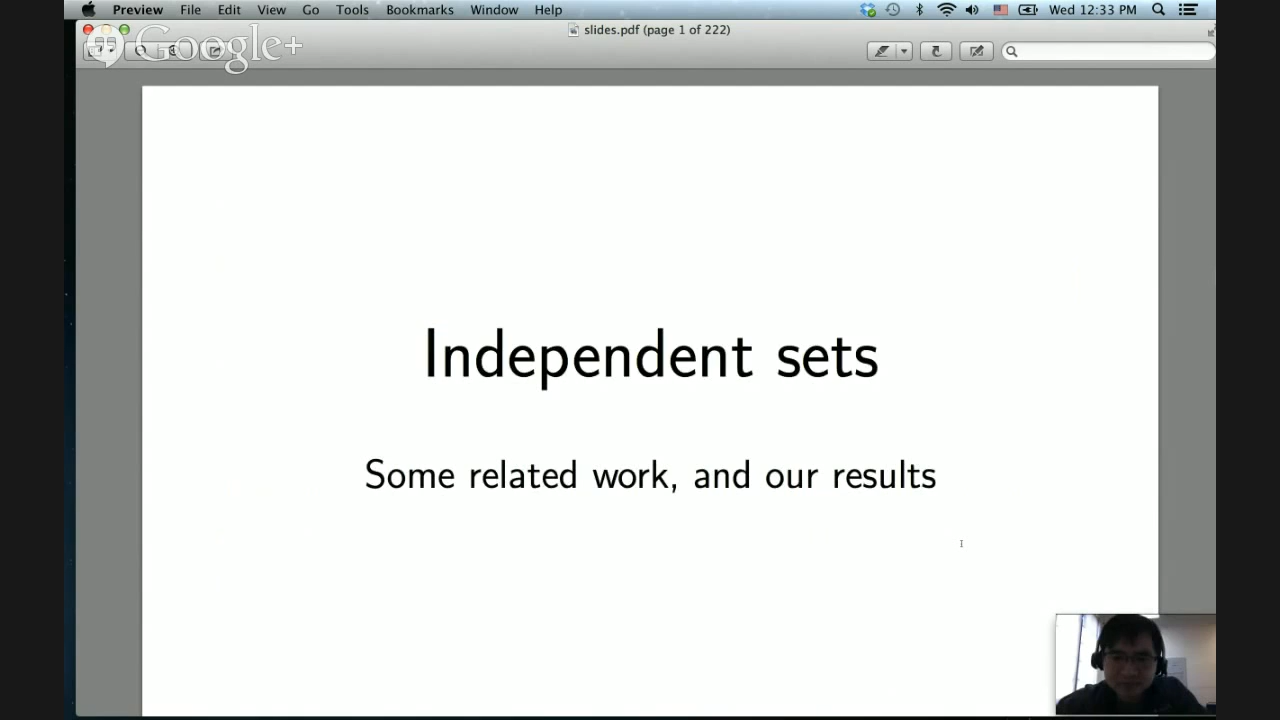 Preview File Edit View Go Tools Bookmarks Window Help Wed 12:33 PM
slides.pdf (page 1 of 222)
Google+
Independent sets
Some related work, and our results